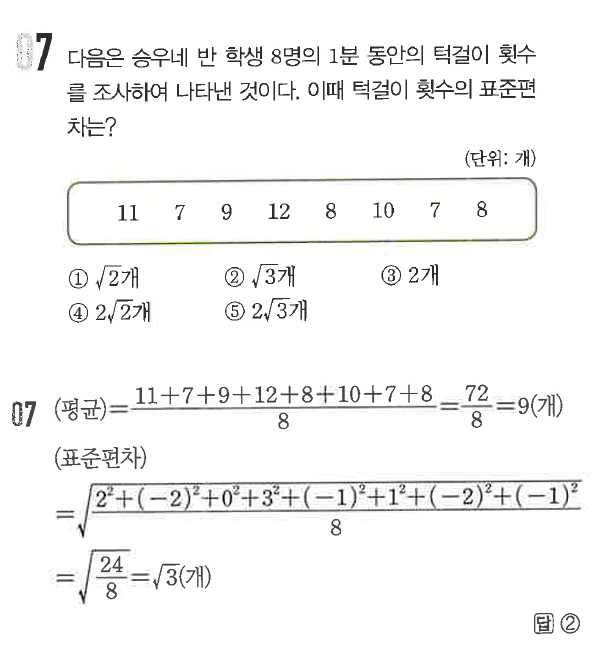 07 다음은 승우네 반 학생 8명의 1분 동안의 턱걸이 횟수
를 조사하여 나타낸 것이다. 이때 턱걸이 횟수의 표준편
차는?
(단위: 개)
11 7 9 12 8 10 7 8
① √2개 ② √3개 ③ 2개
④ 2√2개 ⑤ 2√3개
07 (평균)=(11+7+9+12+8+10+7+8)/8=72/8=9(개)
(표준편차)
=√((2²+(-2)²+0²+3²+(-1)²+1²+(-2)²+(-1)²)/8)
=√(24/8)=√3(개)
답 ②